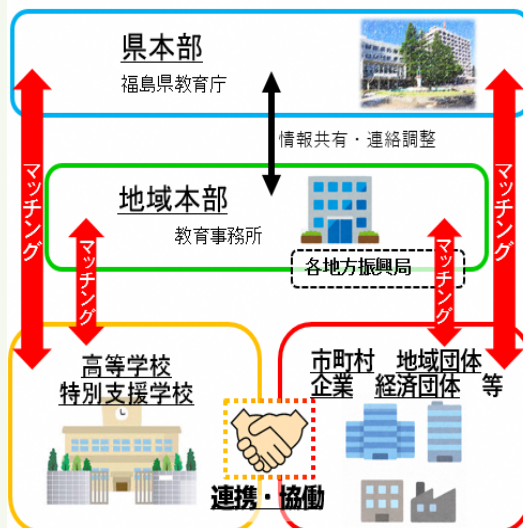 県本部
福島県教育庁
情報共有・連絡調整
マッチング
マッチング
地域本部
教育事務所
各地方振興局
マッチング
マッチング
高等学校
特別支援学校
市町村 地域団体
企業 経済団体 等
連携・協働